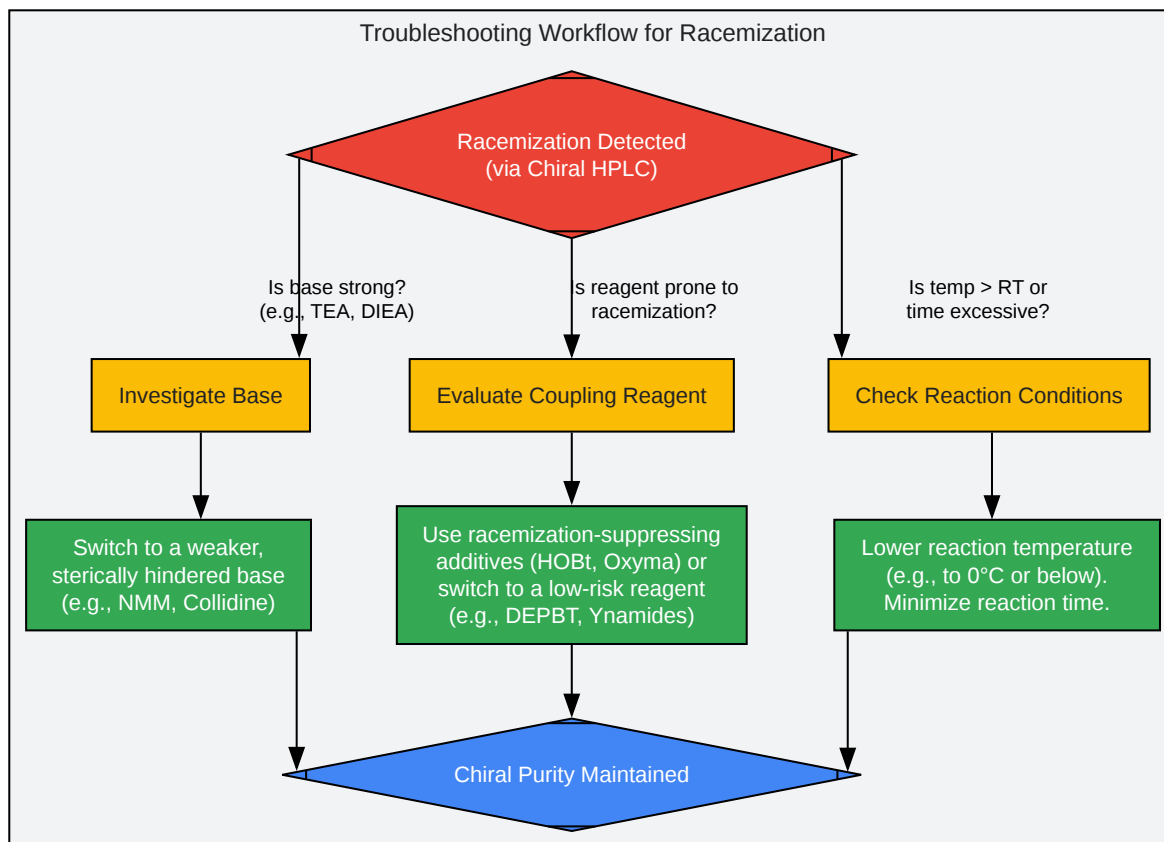 Troubleshooting Workflow for Racemization
Racemization Detected
(via Chiral HPLC)
Is base strong?
(e.g., TEA, DIEA)
Is reagent prone to
racemization?
Is temp > RT or
time excessive?
Investigate Base
Evaluate Coupling Reagent
Check Reaction Conditions
Switch to a weaker,
sterically hindered base
(e.g., NMM, Collidine)
Use racemization-suppressing
additives (HOBt, Oxyma) or
switch to a low-risk reagent
(e.g., DEPBT, Ynamides)
Lower reaction temperature
(e.g., to 0°C or below).
Minimize reaction time.
Chiral Purity Maintained